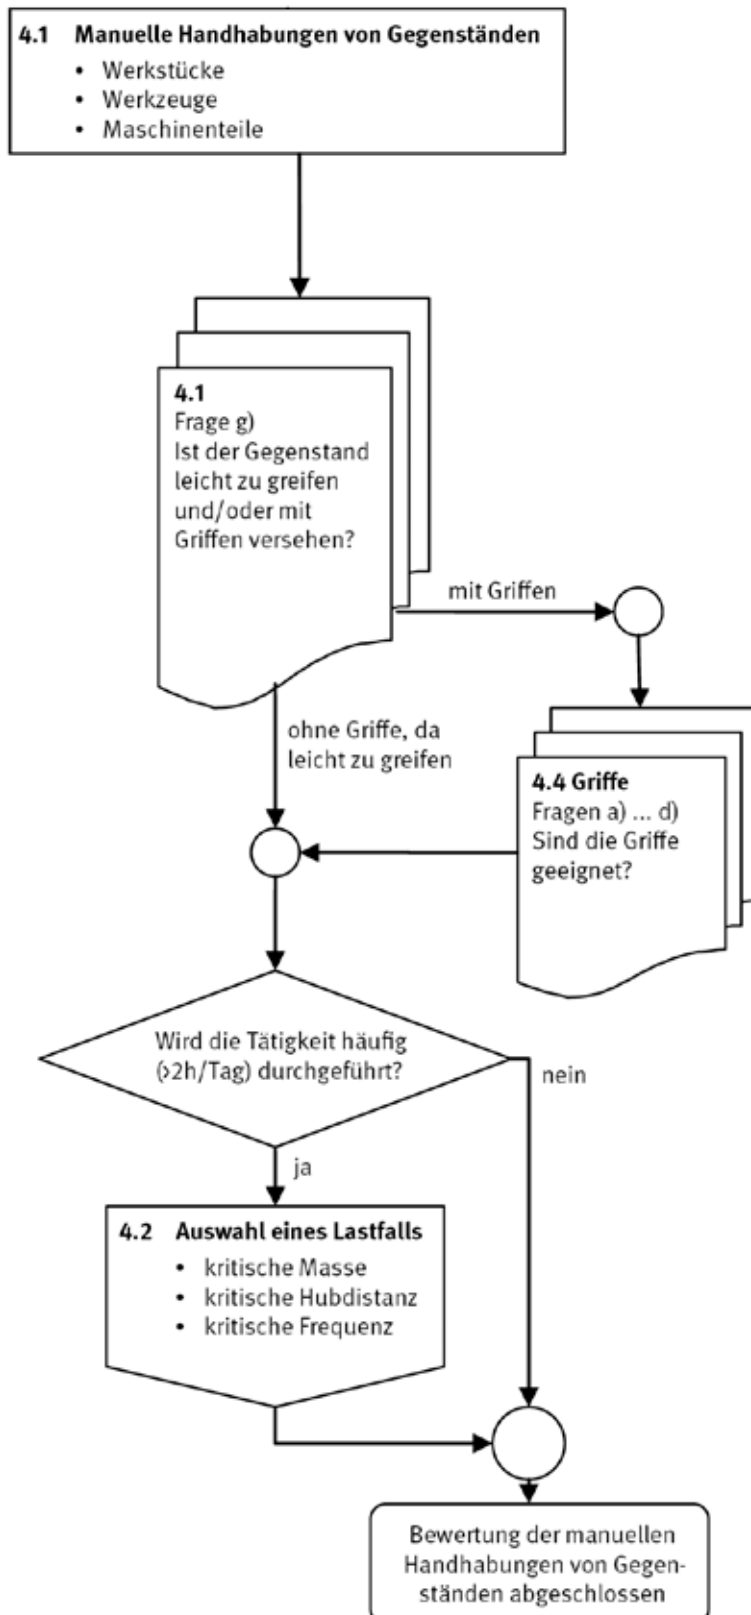 4.1 Manuelle Handhabungen von Gegenständen
• Werkstücke
• Werkzeuge
• Maschinenteile
4.1
Frage g)
Ist der Gegenstand
leicht zu greifen
und/oder mit
Griffen versehen?
mit Griffen
ohne Griffe, da
leicht zu greifen
4.4 Griffe
Fragen a) ... d)
Sind die Griffe
geeignet?
Wird die Tätigkeit häufig
(>2h/Tag) durchgeführt?
nein
ja
4.2 Auswahl eines Lastfalls
• kritische Masse
• kritische Hubdistanz
• kritische Frequenz
Bewertung der manuellen
Handhabungen von Gegen-
ständen abgeschlossen